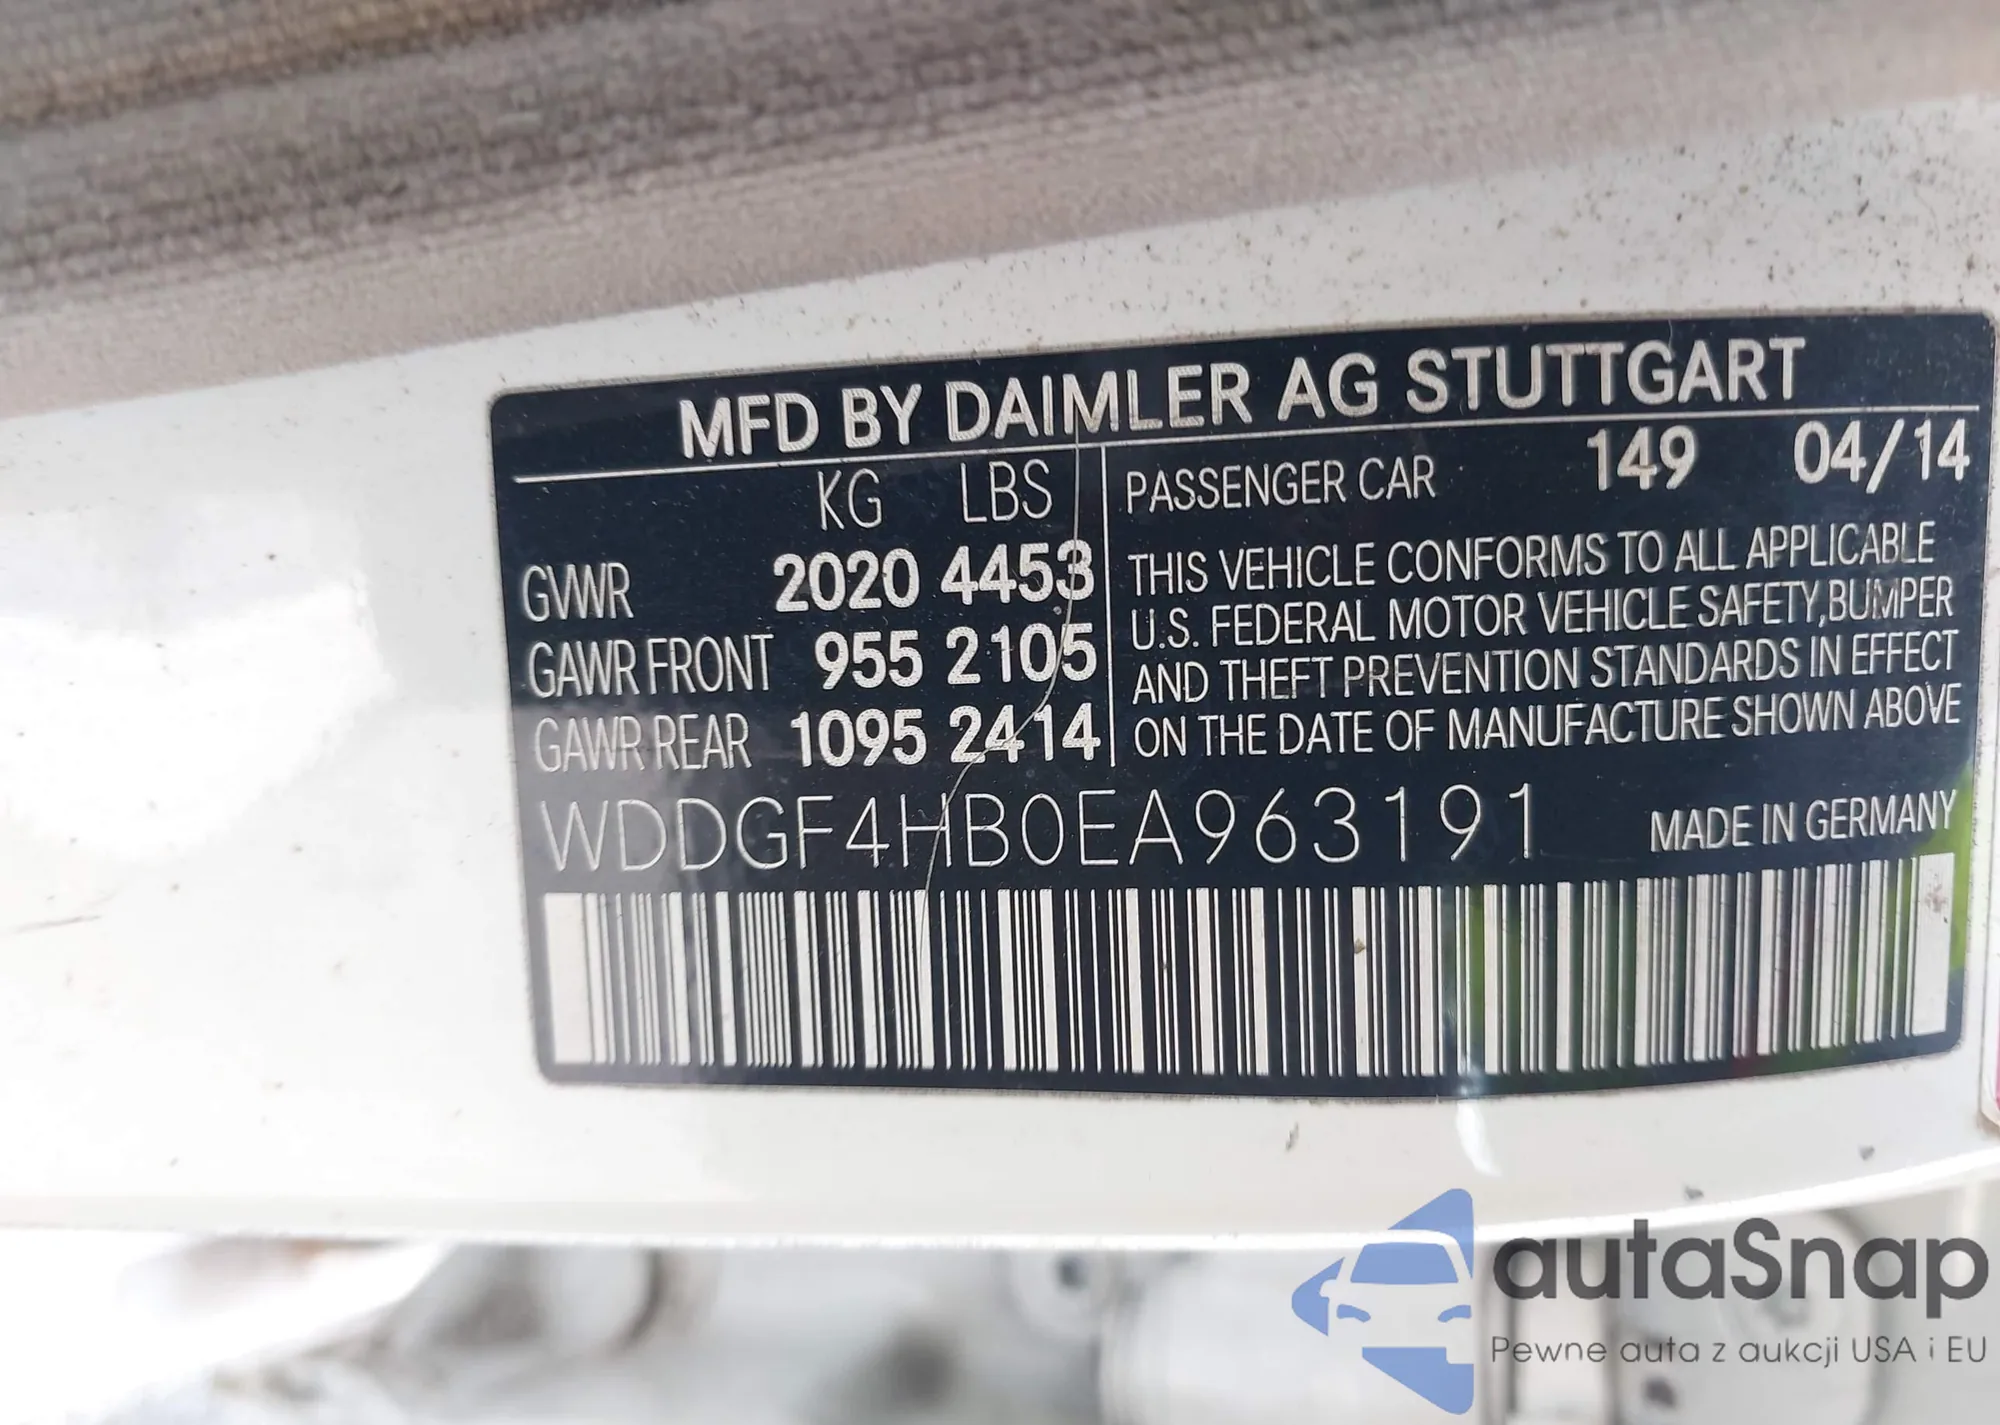 MFD BY DAIMLER AG STUTTGART
KG LBS
GVWR 2020 4453
GAWR FRONT 955 2105
GAWR REAR 1095 2414
PASSENGER CAR 149 04/14
THIS VEHICLE CONFORMS TO ALL APPLICABLE
U.S. FEDERAL MOTOR VEHICLE SAFETY, BUMPER
AND THEFT PREVENTION STANDARDS IN EFFECT
ON THE DATE OF MANUFACTURE SHOWN ABOVE
WDDGF4HB0EA963191 MADE IN GERMANY
autaSnap
Pewne auta z aukcji USA i EU